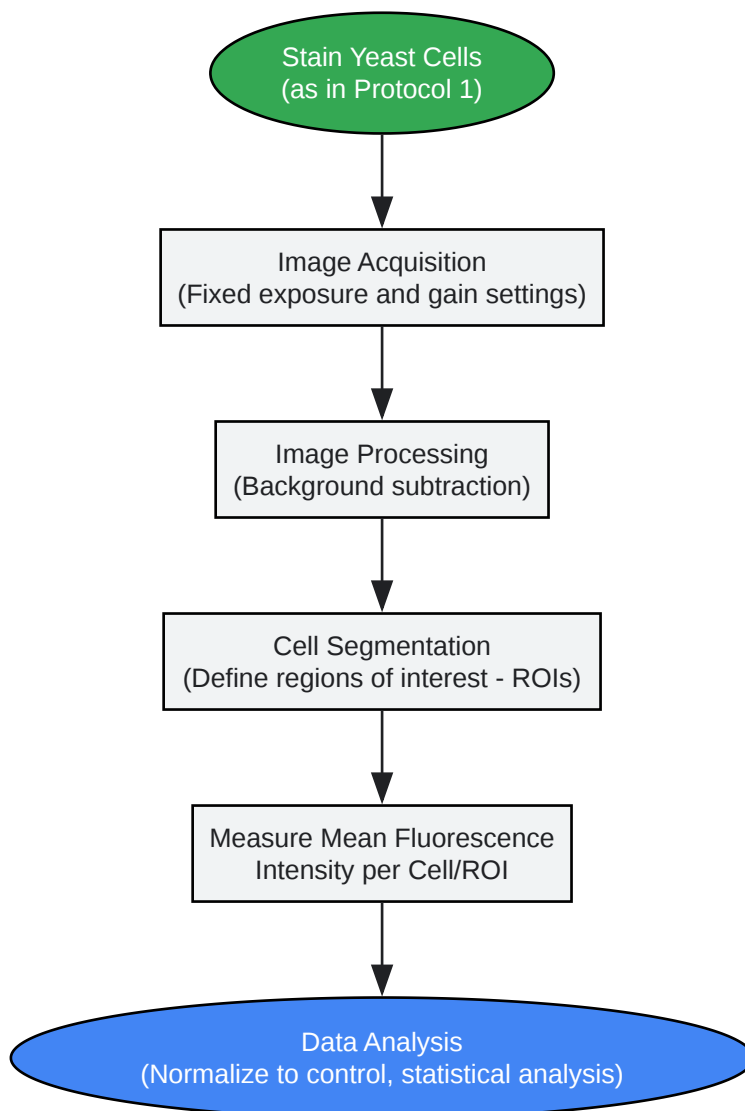 Stain Yeast Cells
(as in Protocol 1)
Image Acquisition
(Fixed exposure and gain settings)
Image Processing
(Background subtraction)
Cell Segmentation
(Define regions of interest - ROIs)
Measure Mean Fluorescence
Intensity per Cell/ROI
Data Analysis
(Normalize to control, statistical analysis)